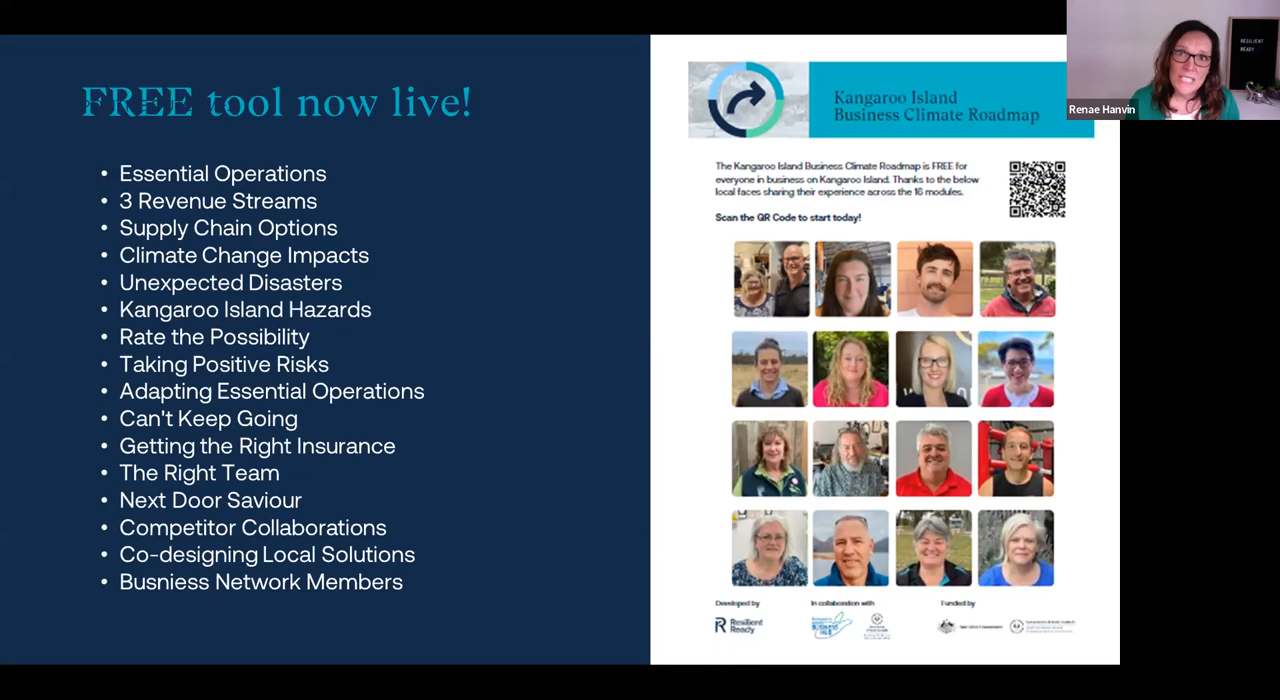 FREE tool now live!
• Essential Operations
• 3 Revenue Streams
• Supply Chain Options
• Climate Change Impacts
• Unexpected Disasters
• Kangaroo Island Hazards
• Rate the Possibility
• Taking Positive Risks
• Adapting Essential Operations
• Can't Keep Going
• Getting the Right Insurance
• The Right Team
• Next Door Saviour
• Competitor Collaborations
• Co-designing Local Solutions
• Busniess Network Members
Kangaroo Island
Business Climate Roadmap
The Kangaroo Island Business Climate Roadmap is FREE for
everyone in business on Kangaroo Island. Thanks to the below
local faces sharing their experience across the 16 modules.
Scan the QR Code to start today!
Developed by
In collaboration with
Funded by
Resilient
Ready
BUSINESS
HUB
RESILIENT
READY
Renae Hanvin